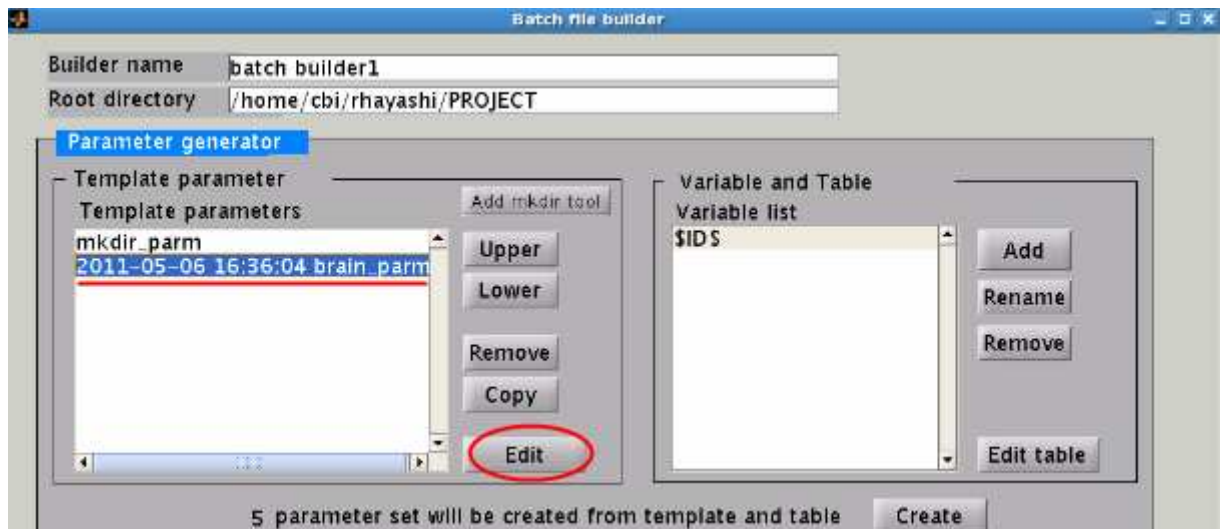 Batch file builder
Builder name batch builder1
Root directory /home/cbi/rhayashi/PROJECT
Parameter generator
Template parameter
Template parameters
Add mkdir tool
mkdir_parm
2011-05-06 16:36:04 brain_parm
Upper
Lower
Remove
Copy
Edit
Variable and Table
Variable list
$ID$
Add
Rename
Remove
Edit table
5 parameter set will be created from template and table
Create